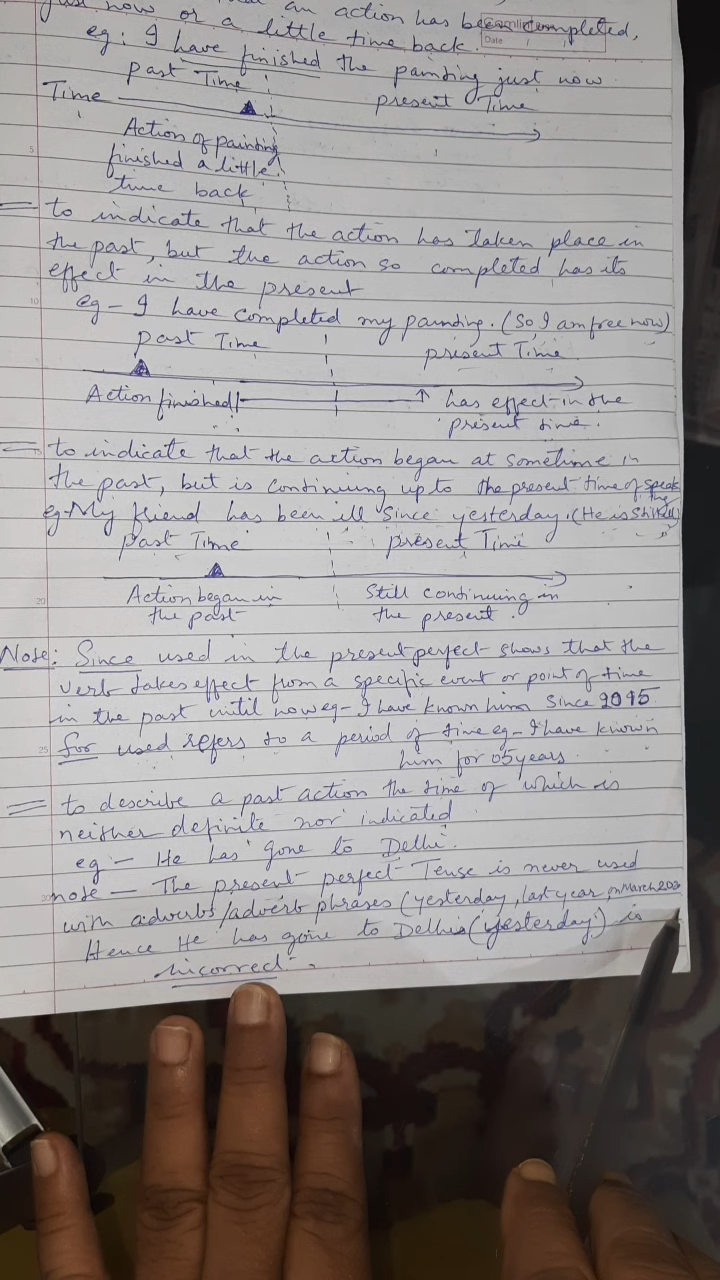 just now or a little time back. an action has been completed,
Date
eg: I have finished the painting just now
past Time
present Time
Time
Action of painting
finished a little
time back
= to indicate that the action has taken place in
the past, but the action so completed has its
effect in the present
eg - I have completed my painting. (So I am free now)
past Time
present Time
Action finished has effect in the
present time.
= to indicate that the action began at sometime in
the past, but is continuing up to the present time of speak
eg - My friend has been ill since yesterday. (He is still ill)
past Time present Time
Action began in Still continuing in
the past the present.
Note: Since used in the present perfect shows that the
verb takes effect from a specific event or point of time
in the past until now eg - I have known him since 2015
for used refers to a period of time eg - I have known
him for 05 years
= to describe a past action the time of which is
neither definite nor indicated
eg - He has gone to Delhi.
note - The present perfect Tense is never used
with adverbs/adverb phrases (yesterday, last year, on March
Hence He has gone to Delhi (yesterday) is
incorrect.